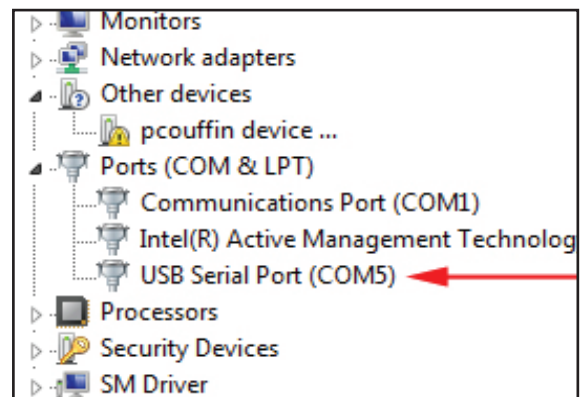 Monitors
Network adapters
Other devices
pcouffin device ...
Ports (COM & LPT)
Communications Port (COM1)
Intel(R) Active Management Technolog
USB Serial Port (COM5)
Processors
Security Devices
SM Driver